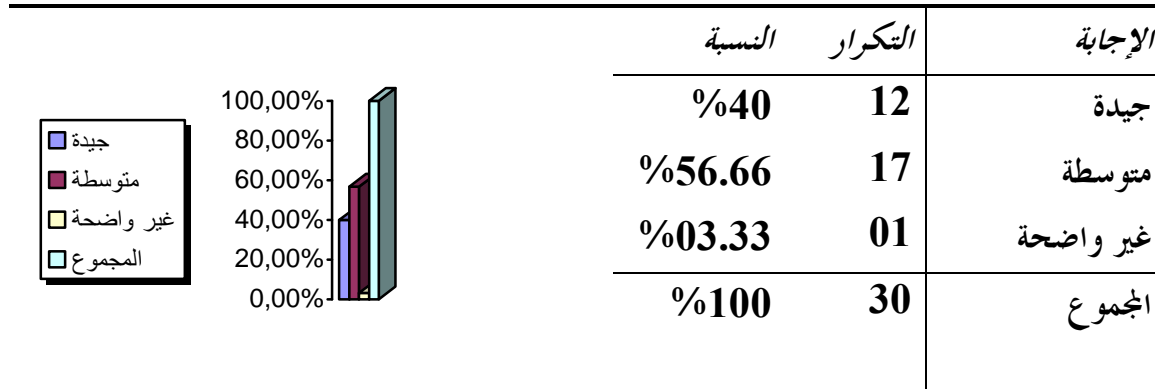 الإجابة التكرار النسبة
جيدة 12 %40
متوسطة 17 %56.66
غير واضحة 01 %03.33
المجموع 30 %100
100,00%
80,00%
60,00%
40,00%
20,00%
0,00%
جيدة
متوسطة
غير واضحة
المجموع